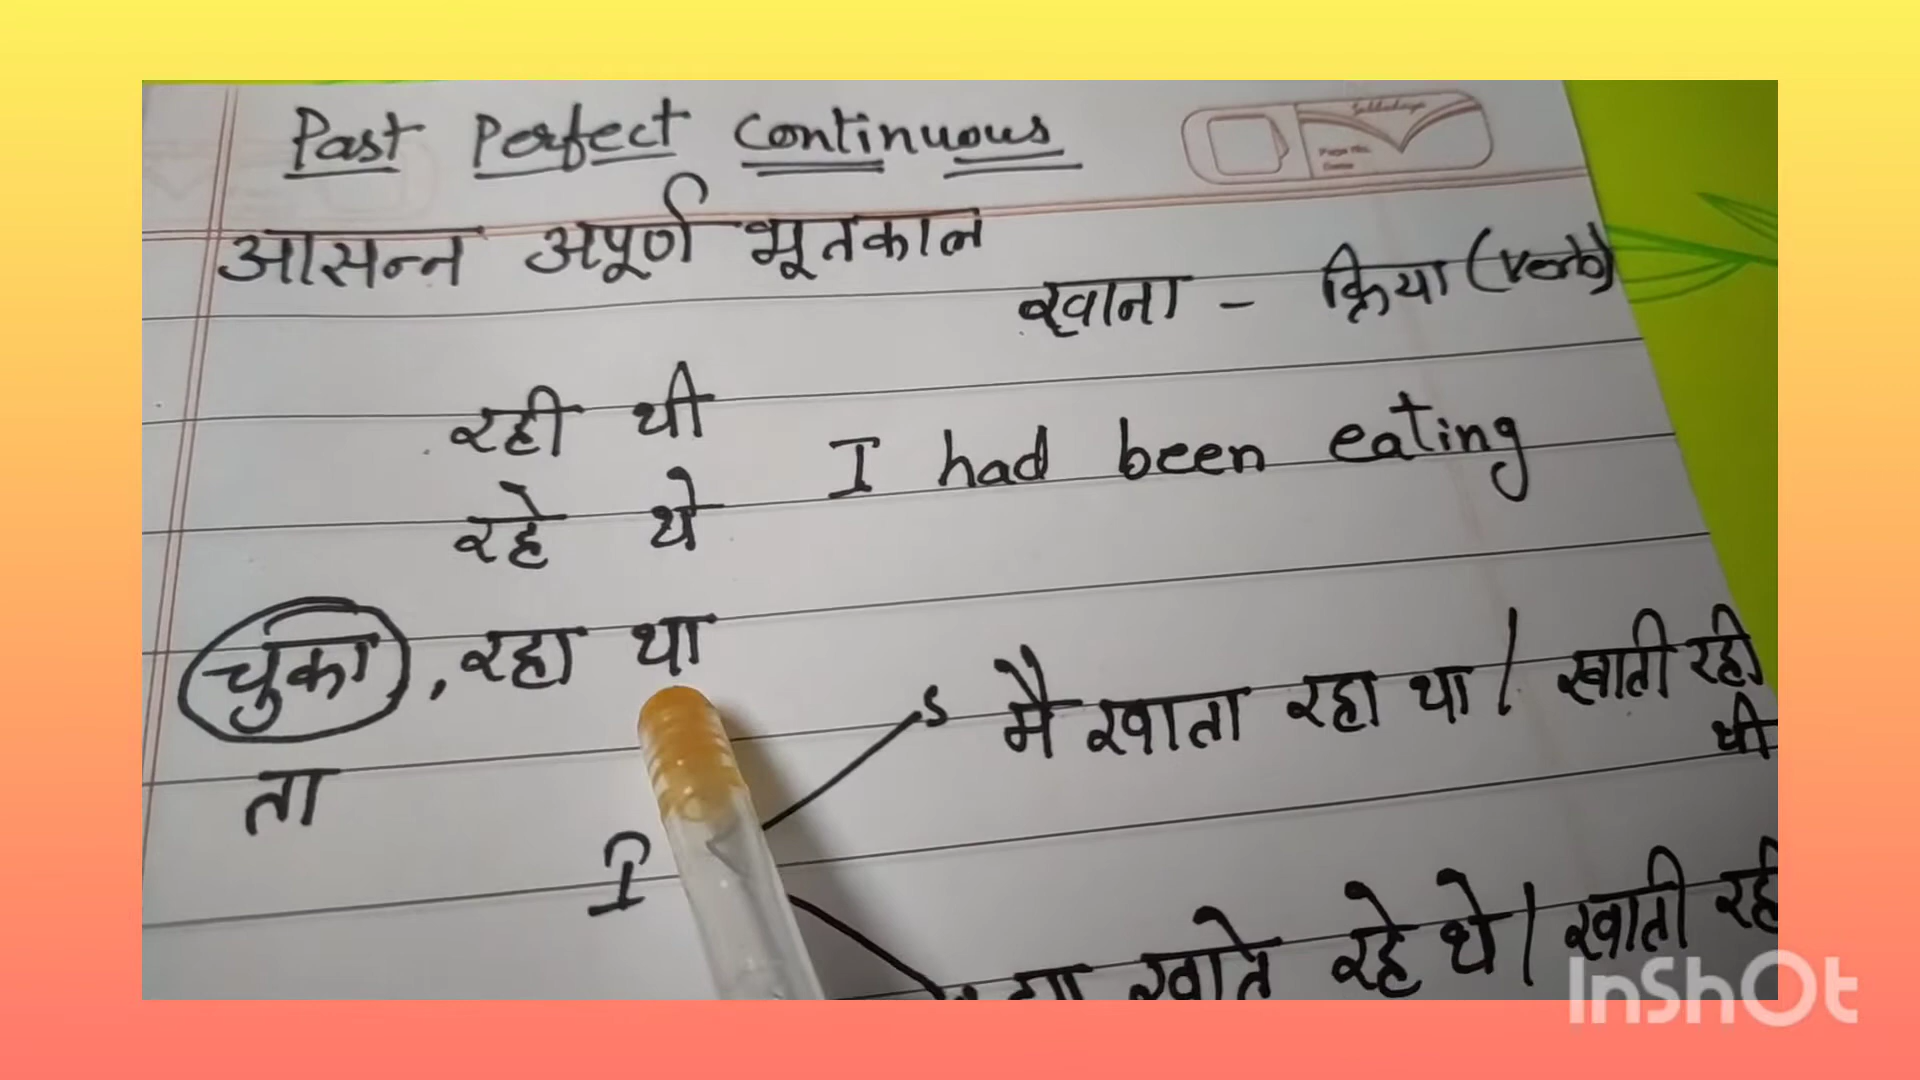 Past Perfect Continuous
आसन्न अपूर्ण भूतकाल
खाना - क्रिया (verb)
रही थी
I had been eating
रहे थे
चुका, रहा था
s मै खाता रहा था / खाती रही थी
ता
I
खाते रहे थे / खाती रही
InShOt